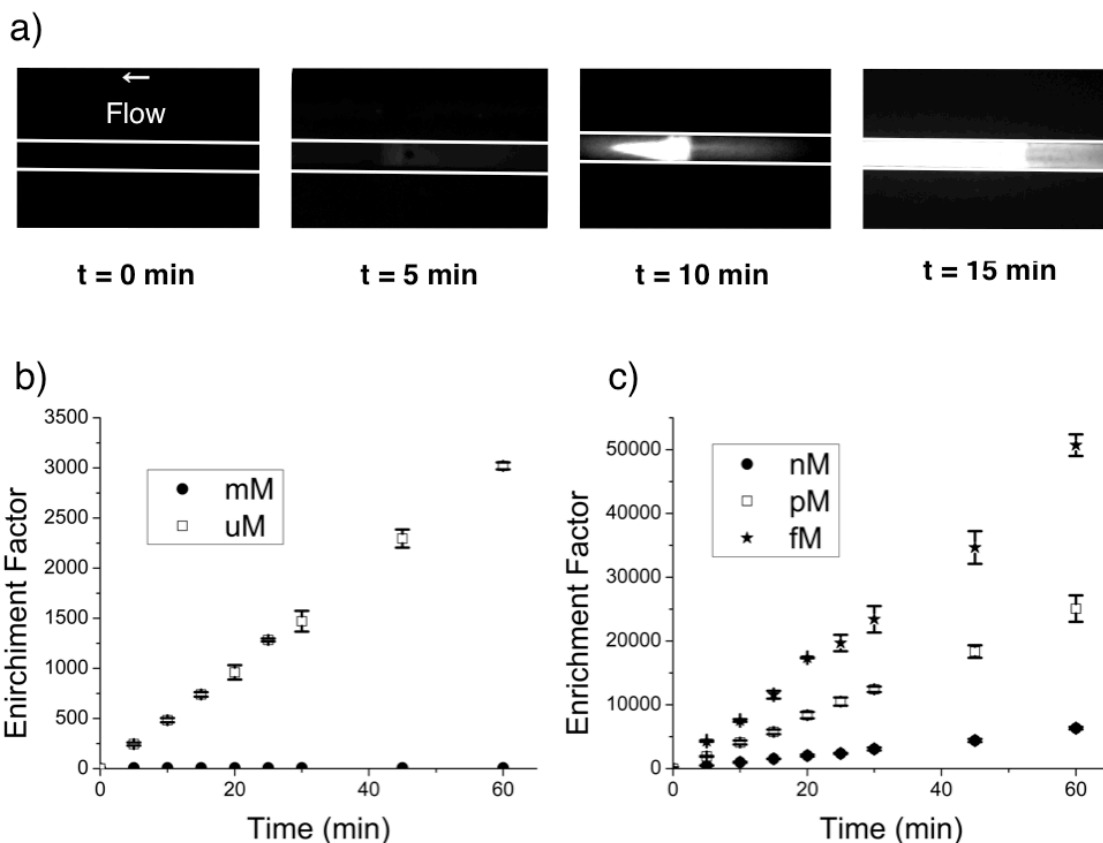 a)
←
Flow
t = 0 min
t = 5 min
t = 10 min
t = 15 min
b)
Enirchiment Factor
3500
3000
2500
2000
1500
1000
500
0
mM
uM
0
20
40
60
Time (min)
c)
Enrichment Factor
50000
40000
30000
20000
10000
0
nM
pM
fM
0
20
40
60
Time (min)